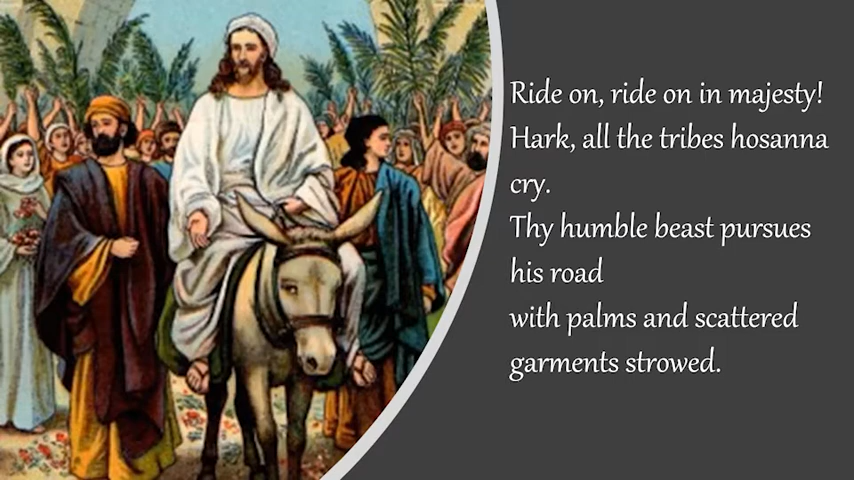 Ride on, ride on in majesty!
Hark, all the tribes hosanna
cry.
Thy humble beast pursues
his road
with palms and scattered
garments strowed.